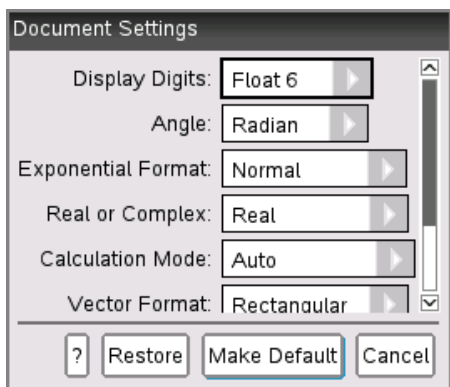 Document Settings
Display Digits: Float 6
Angle: Radian
Exponential Format: Normal
Real or Complex: Real
Calculation Mode: Auto
Vector Format: Rectangular
? Restore Make Default Cancel